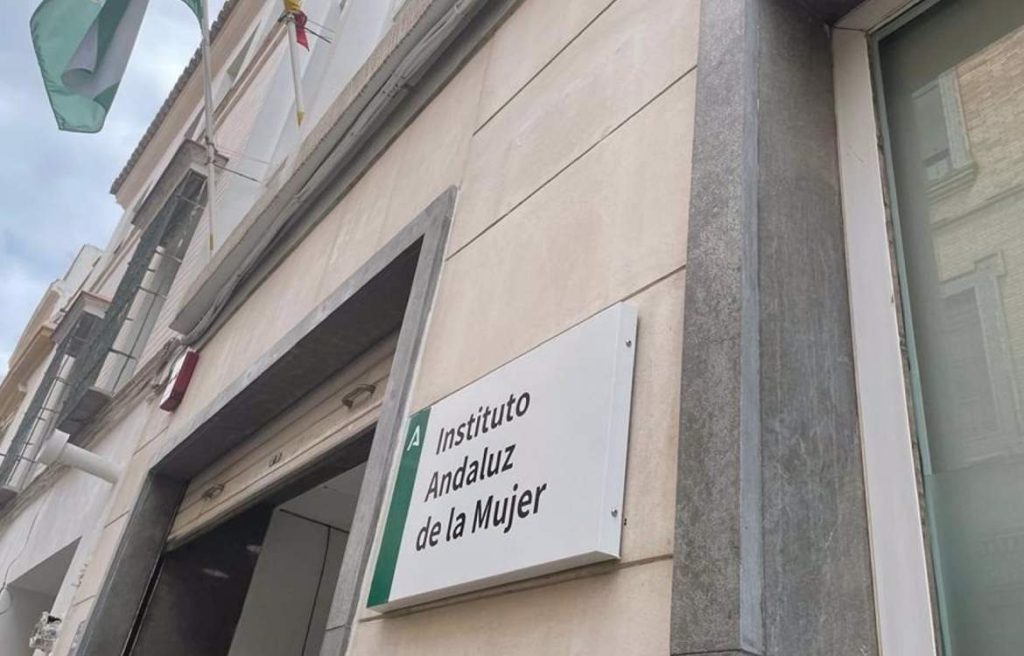 A Instituto
Andaluz
de la Mujer